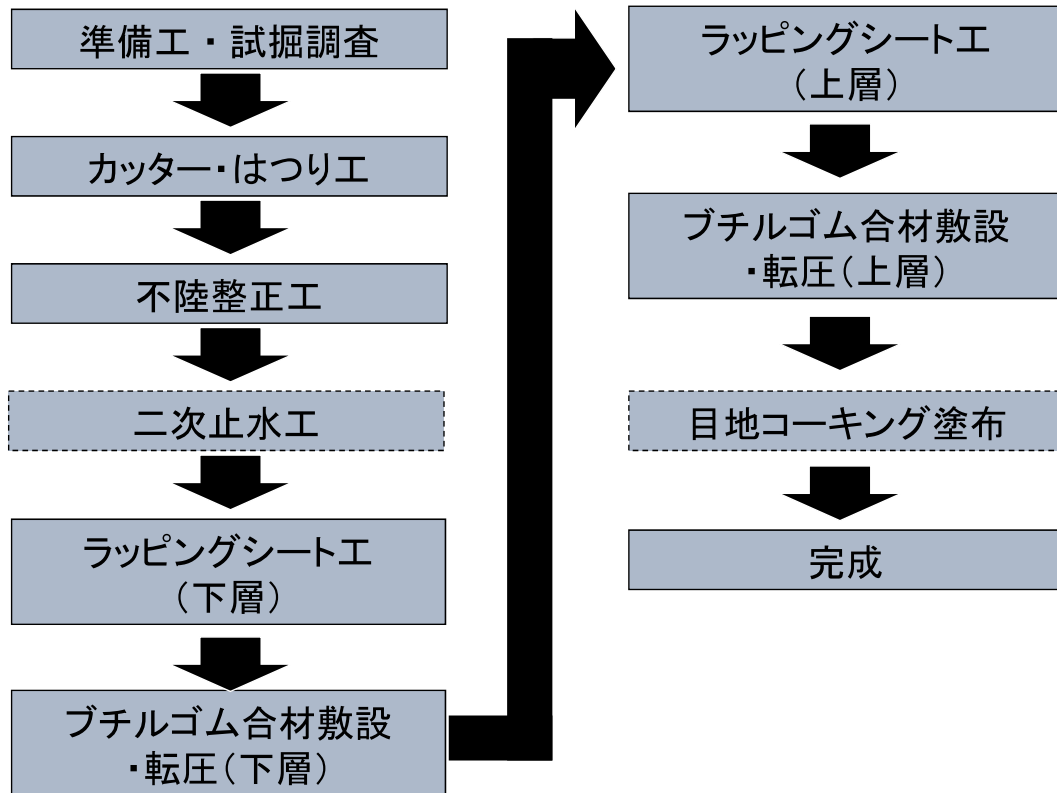 準備工・試掘調査
カッター・はつり工
不陸整正工
二次止水工
ラッピングシート工
（下層）
ブチルゴム合材敷設
・転圧（下層）
ラッピングシート工
（上層）
ブチルゴム合材敷設
・転圧（上層）
目地コーキング塗布
完成